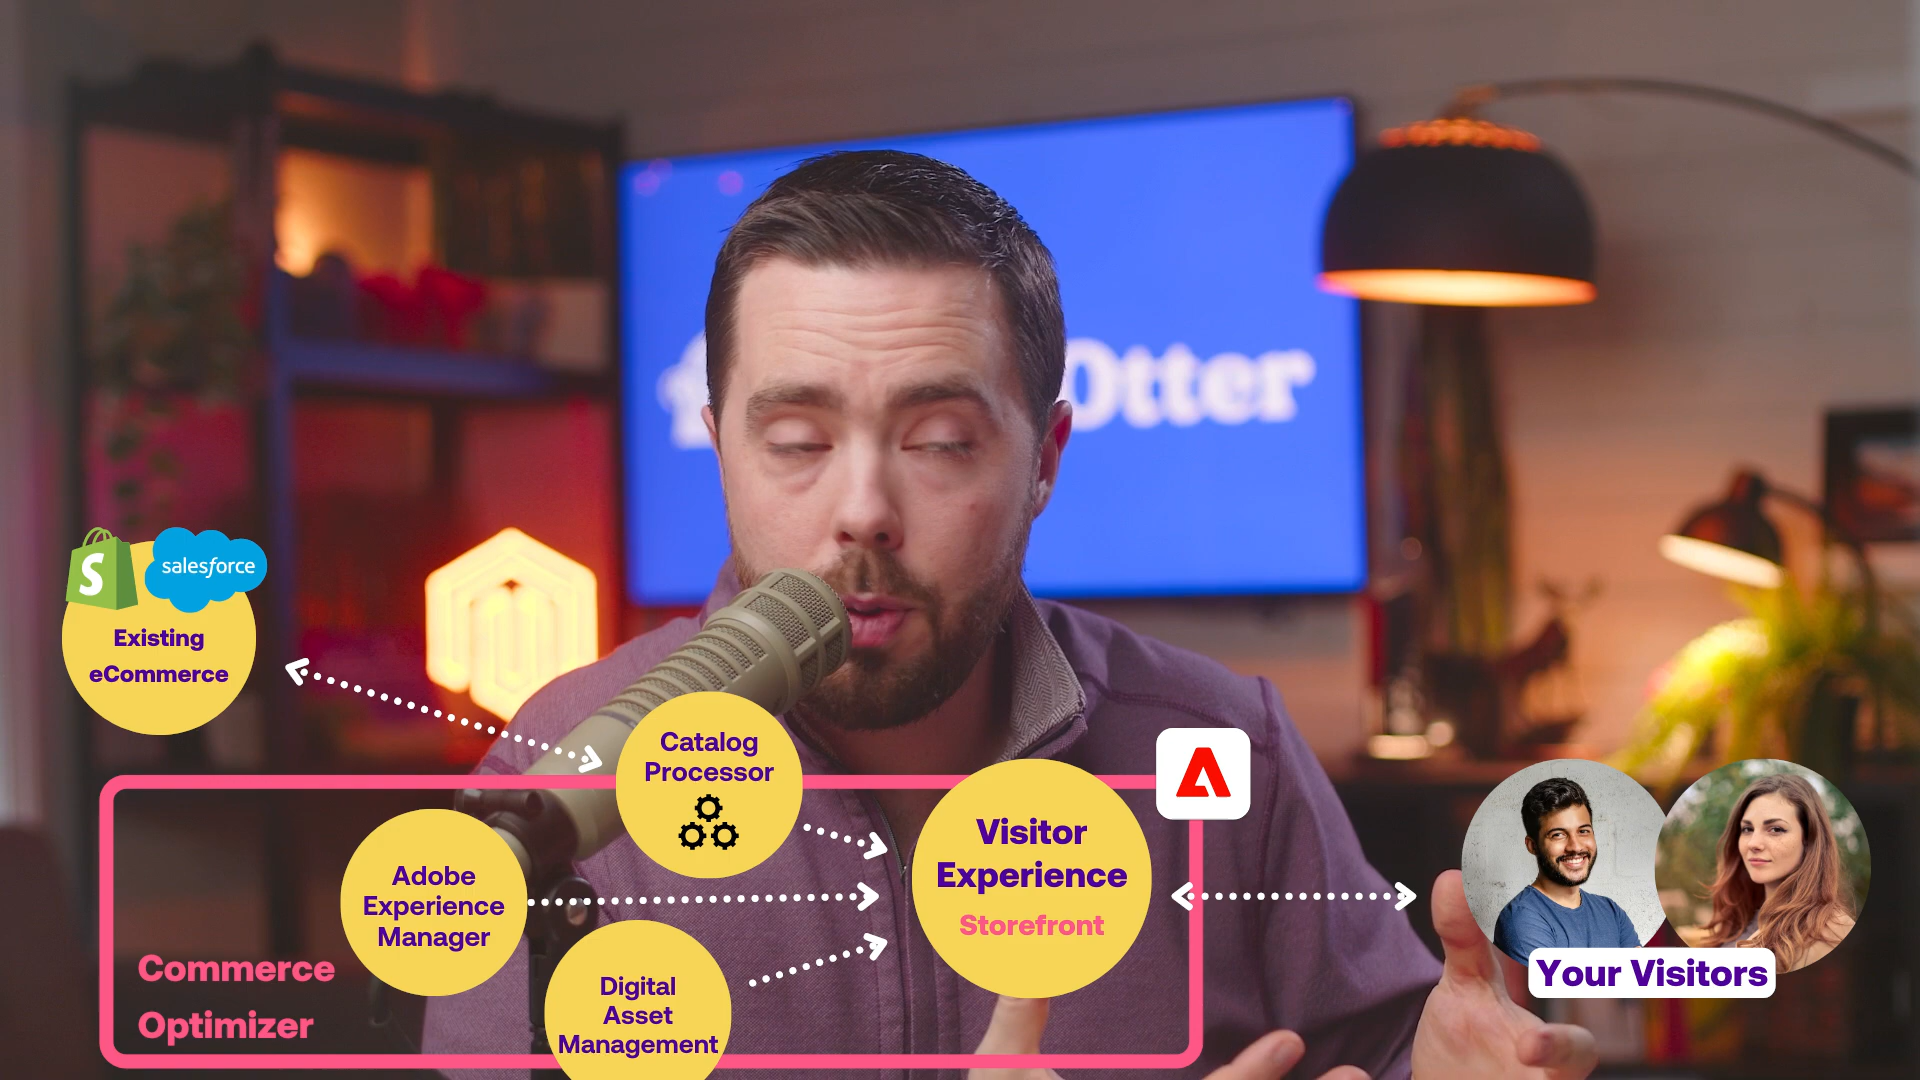 Otter
S
salesforce
Existing
eCommerce
Catalog
Processor
Visitor
Experience
Storefront
Adobe
Experience
Manager
Digital
Asset
Management
Commerce
Optimizer
Your Visitors